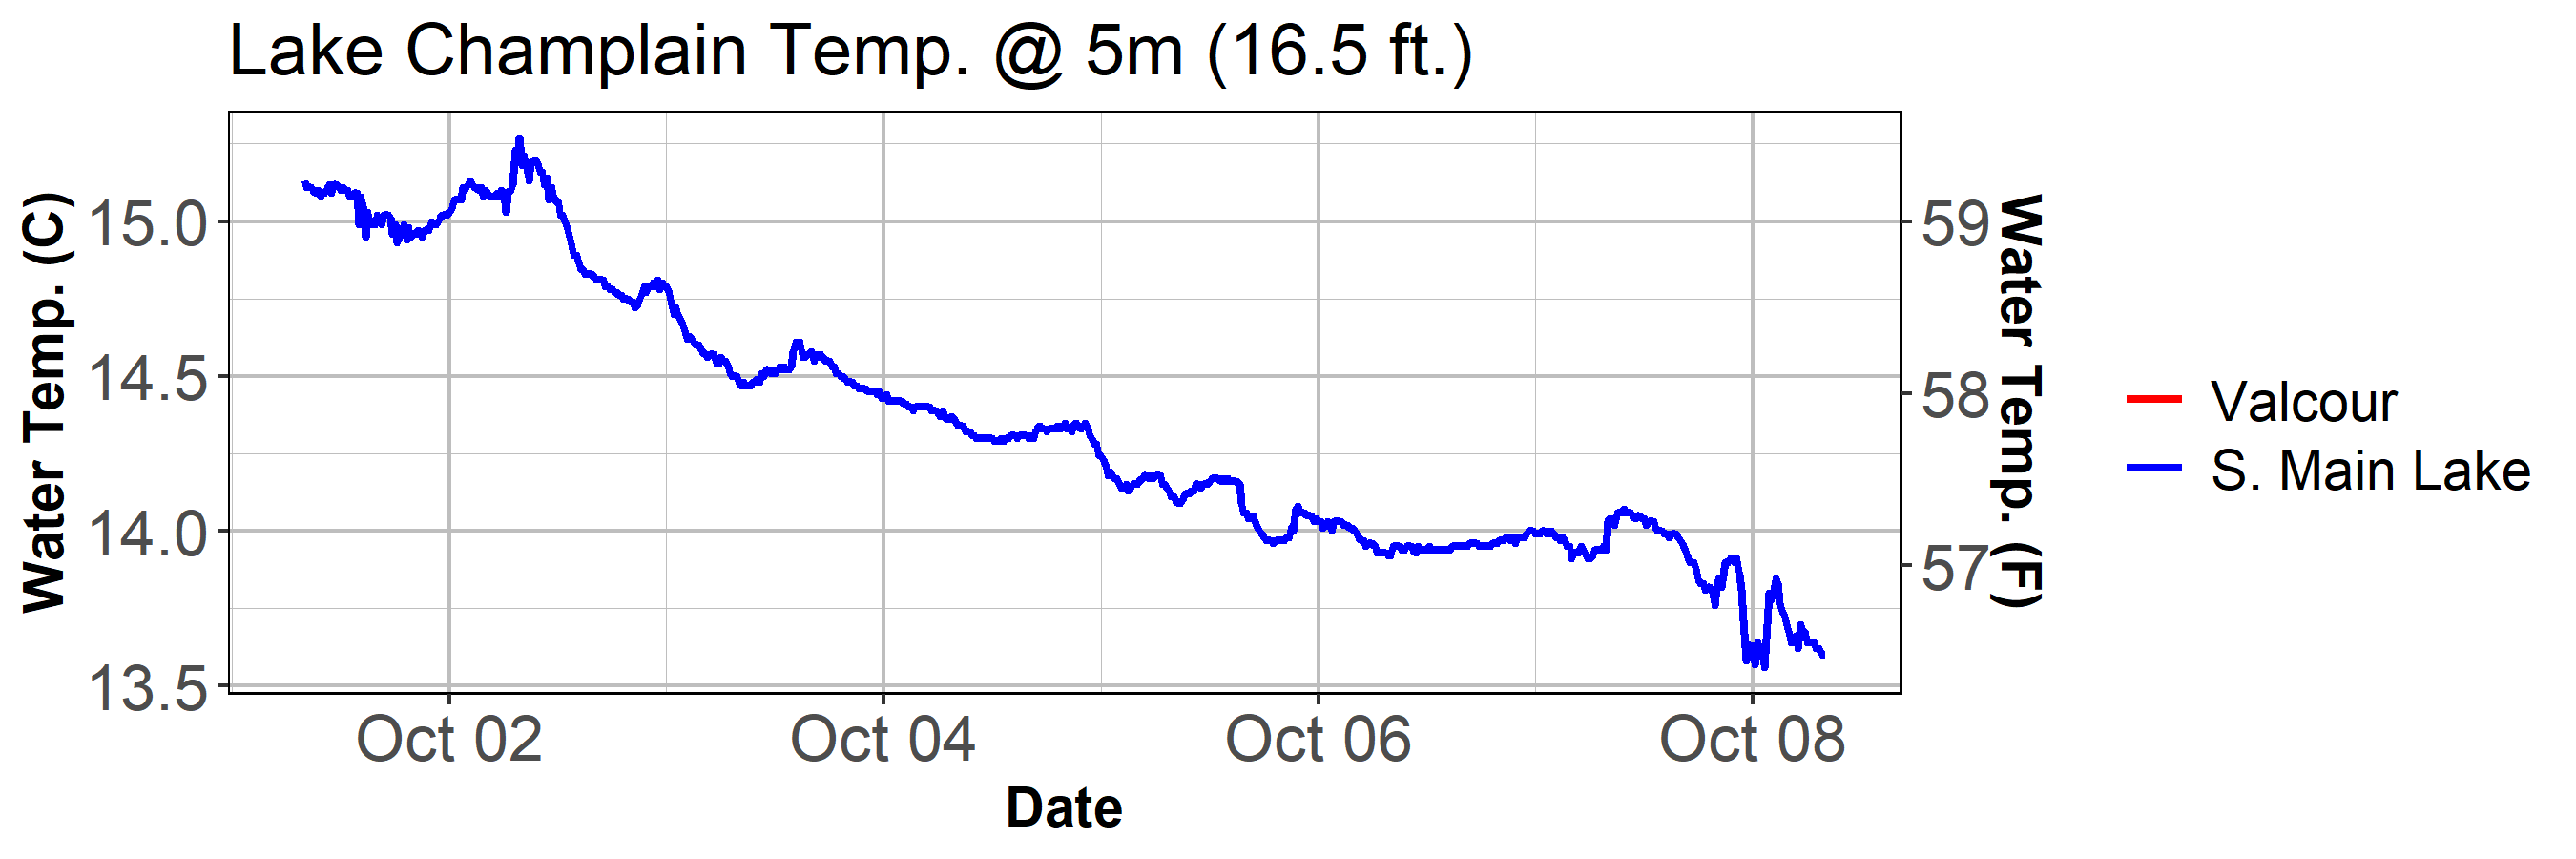 Lake Champlain Temp. @ 5m (16.5 ft.)
Water Temp. (C)
15.0
14.5
14.0
13.5
59
58
57
Water Temp. (F)
Oct 02
Oct 04
Oct 06
Oct 08
Date
Valcour
S. Main Lake